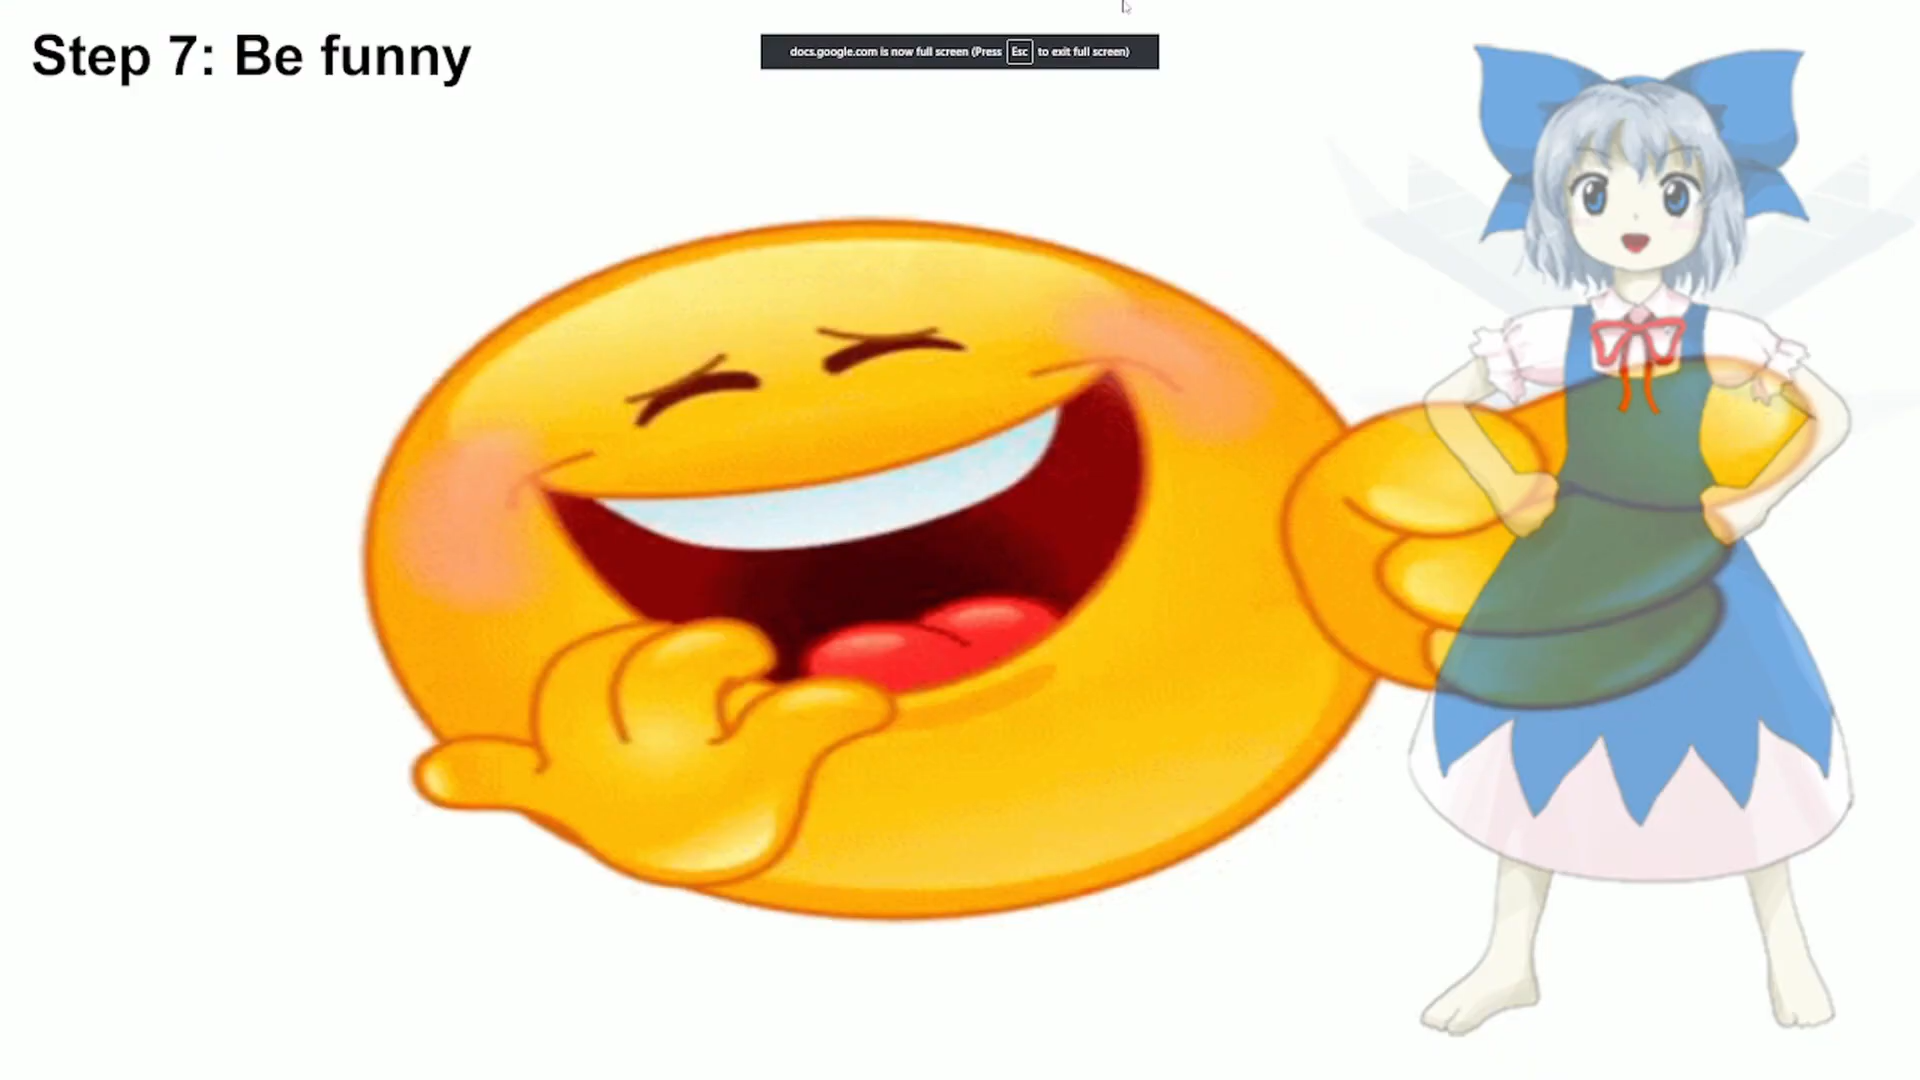 Step 7: Be funny
docs.google.com is now full screen (Press Esc to exit full screen)